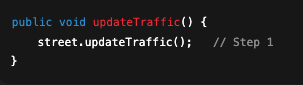 public void updateTraffic() {
    street.updateTraffic();   // Step 1
}